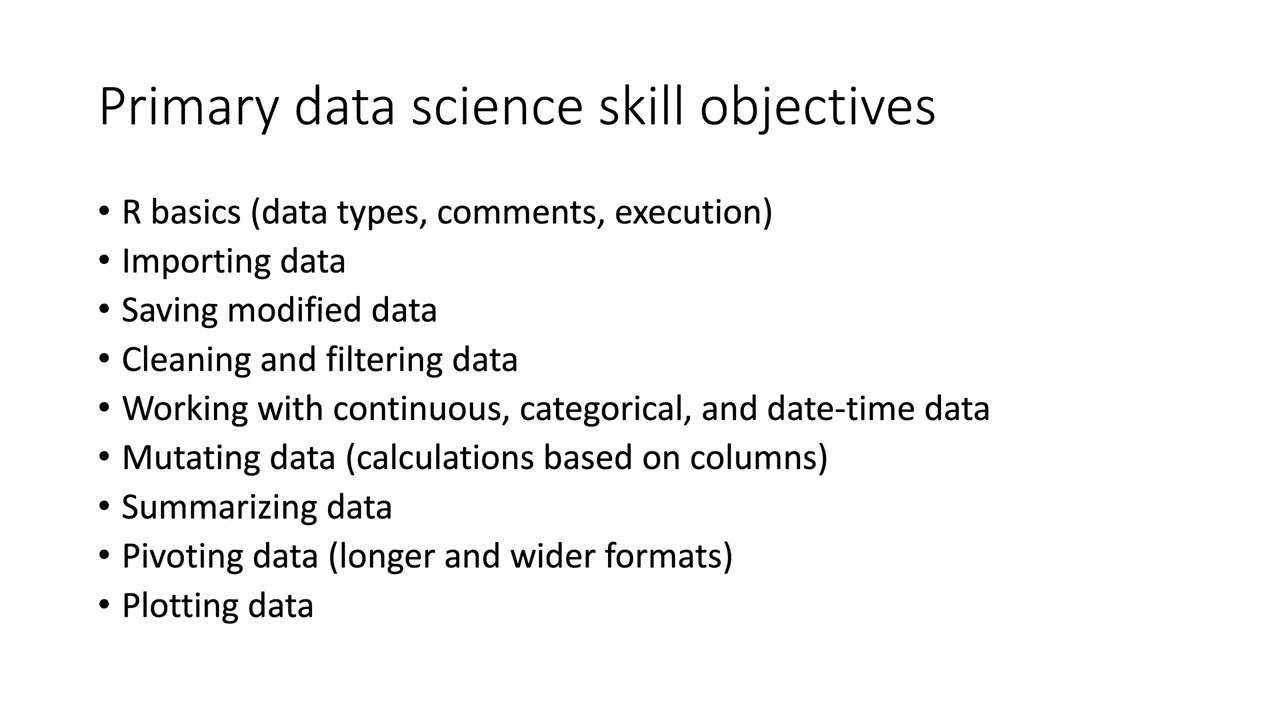 Primary data science skill objectives
• R basics (data types, comments, execution)
• Importing data
• Saving modified data
• Cleaning and filtering data
• Working with continuous, categorical, and date-time data
• Mutating data (calculations based on columns)
• Summarizing data
• Pivoting data (longer and wider formats)
• Plotting data